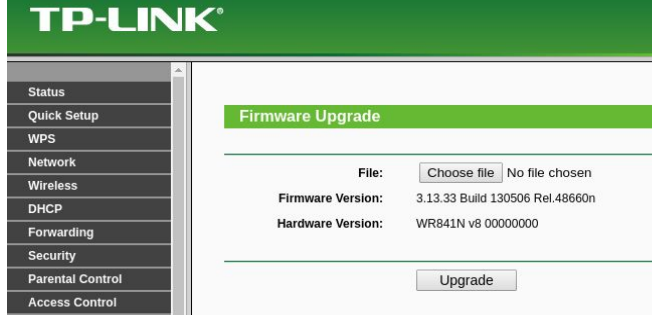 TP-LINK®
Status
Quick Setup
WPS
Network
Wireless
DHCP
Forwarding
Security
Parental Control
Access Control
Firmware Upgrade
File: Choose file No file chosen
Firmware Version: 3.13.33 Build 130506 Rel.48660n
Hardware Version: WR841N v8 00000000
Upgrade